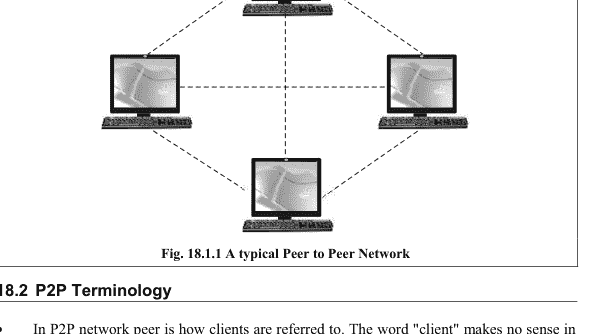 Fig. 18.1.1 A typical Peer to Peer Network
18.2 P2P Terminology
In P2P network peer is how clients are referred to. The word "client" makes no sense in